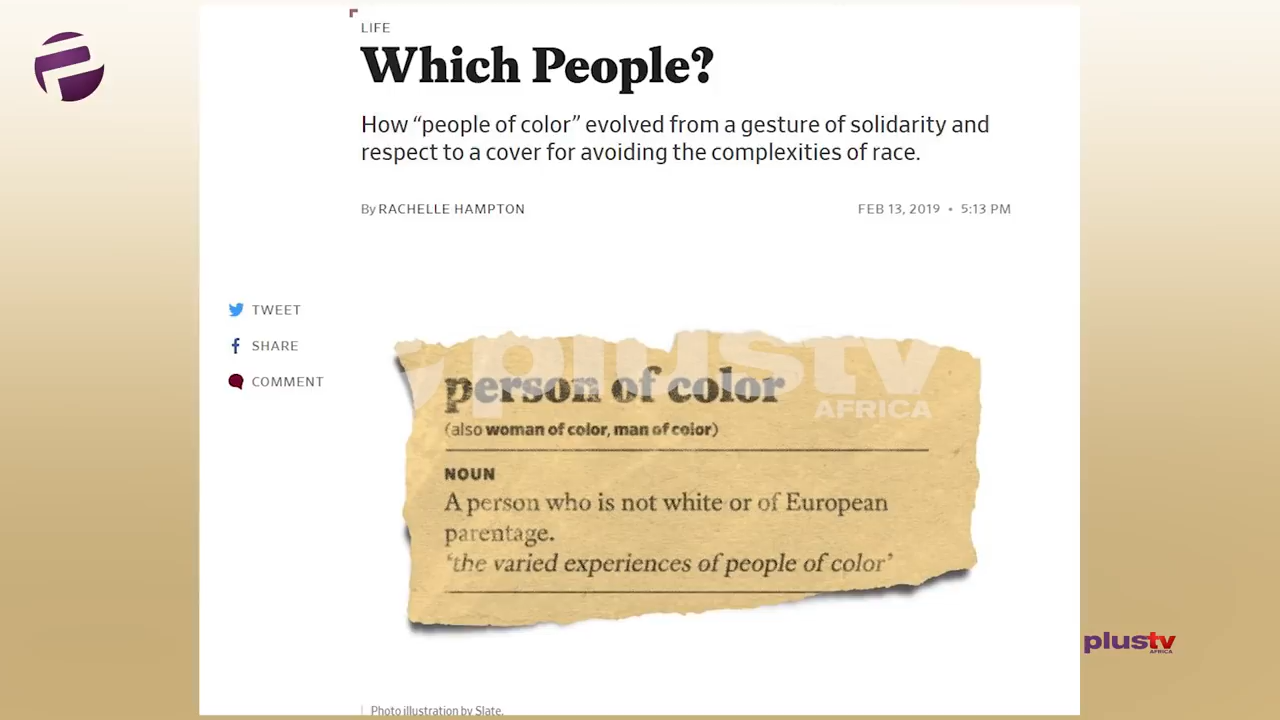 LIFE
Which People?
How “people of color” evolved from a gesture of solidarity and
respect to a cover for avoiding the complexities of race.
By RACHELLE HAMPTON
FEB 13, 2019 • 5:13 PM
TWEET
SHARE
COMMENT
plustv
AFRICA
person of color
(also woman of color, man of color)
NOUN
A person who is not white or of European
parentage.
‘the varied experiences of people of color’
plustv
AFRICA
Photo illustration by Slate.